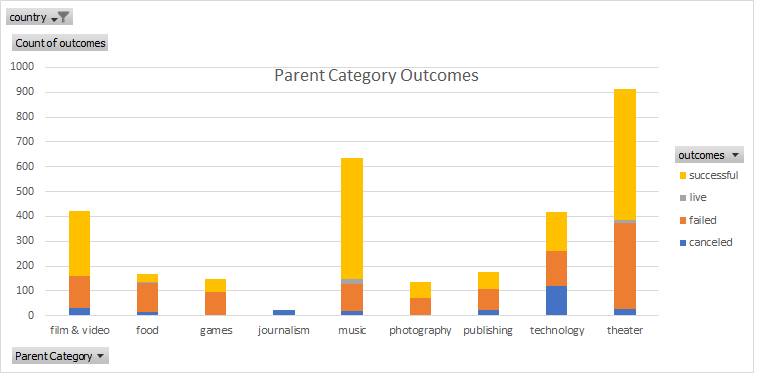 country
Count of outcomes
Parent Category Outcomes
1000
900
800
700
600
500
400
300
200
100
0
film & video food games journalism music photography publishing technology theater
outcomes
successful
live
failed
canceled
Parent Category